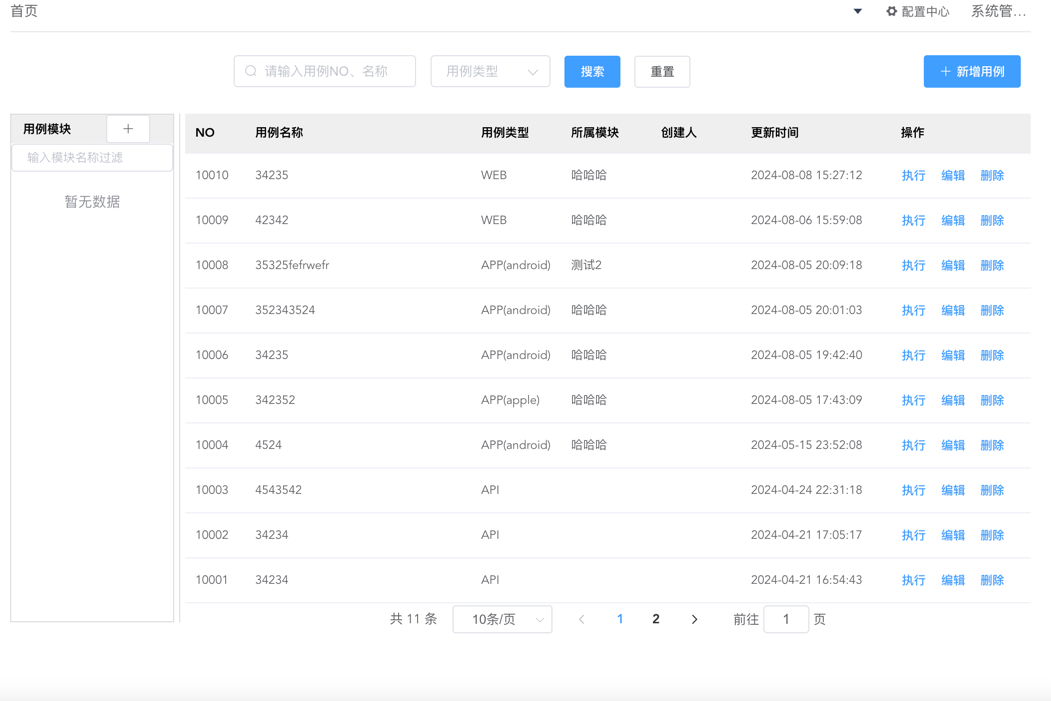 首页 配置中心 系统管...
请输入用例NO、名称 用例类型 搜索 重置 + 新增用例
用例模块 +
输入模块名称过滤
暂无数据
NO 用例名称 用例类型 所属模块 创建人 更新时间 操作
10010 34235 WEB 哈哈哈 2024-08-08 15:27:12 执行 编辑 删除
10009 42342 WEB 哈哈哈 2024-08-06 15:59:08 执行 编辑 删除
10008 35325fefrwefr APP(android) 测试2 2024-08-05 20:09:18 执行 编辑 删除
10007 352343524 APP(android) 哈哈哈 2024-08-05 20:01:03 执行 编辑 删除
10006 34235 APP(android) 哈哈哈 2024-08-05 19:42:40 执行 编辑 删除
10005 342352 APP(apple) 哈哈哈 2024-08-05 17:43:09 执行 编辑 删除
10004 4524 APP(android) 哈哈哈 2024-05-15 23:52:08 执行 编辑 删除
10003 4543542 API 2024-04-24 22:31:18 执行 编辑 删除
10002 34234 API 2024-04-21 17:05:17 执行 编辑 删除
10001 34234 API 2024-04-21 16:54:43 执行 编辑 删除
共 11 条 10条/页 < 1 2 > 前往 1 页